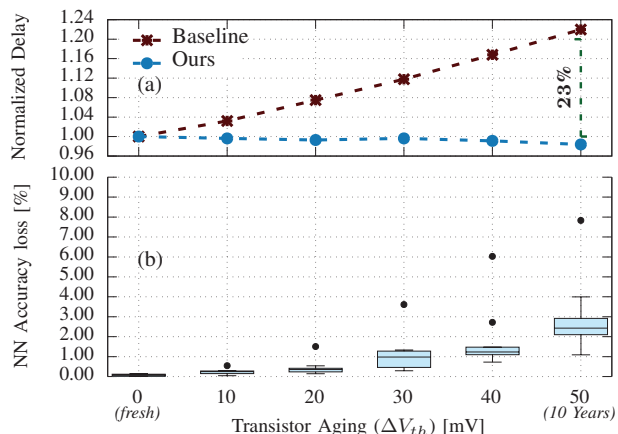 Normalized Delay
1.24
1.20
1.16
1.12
1.08
1.04
1.00
0.96
Baseline
Ours
(a)
23%
NN Accuracy loss [%]
10.00
9.00
8.00
7.00
6.00
5.00
4.00
3.00
2.00
1.00
0.00
(b)
0 10 20 30 40 50
(fresh) (10 Years)
Transistor Aging (ΔV_th) [mV]